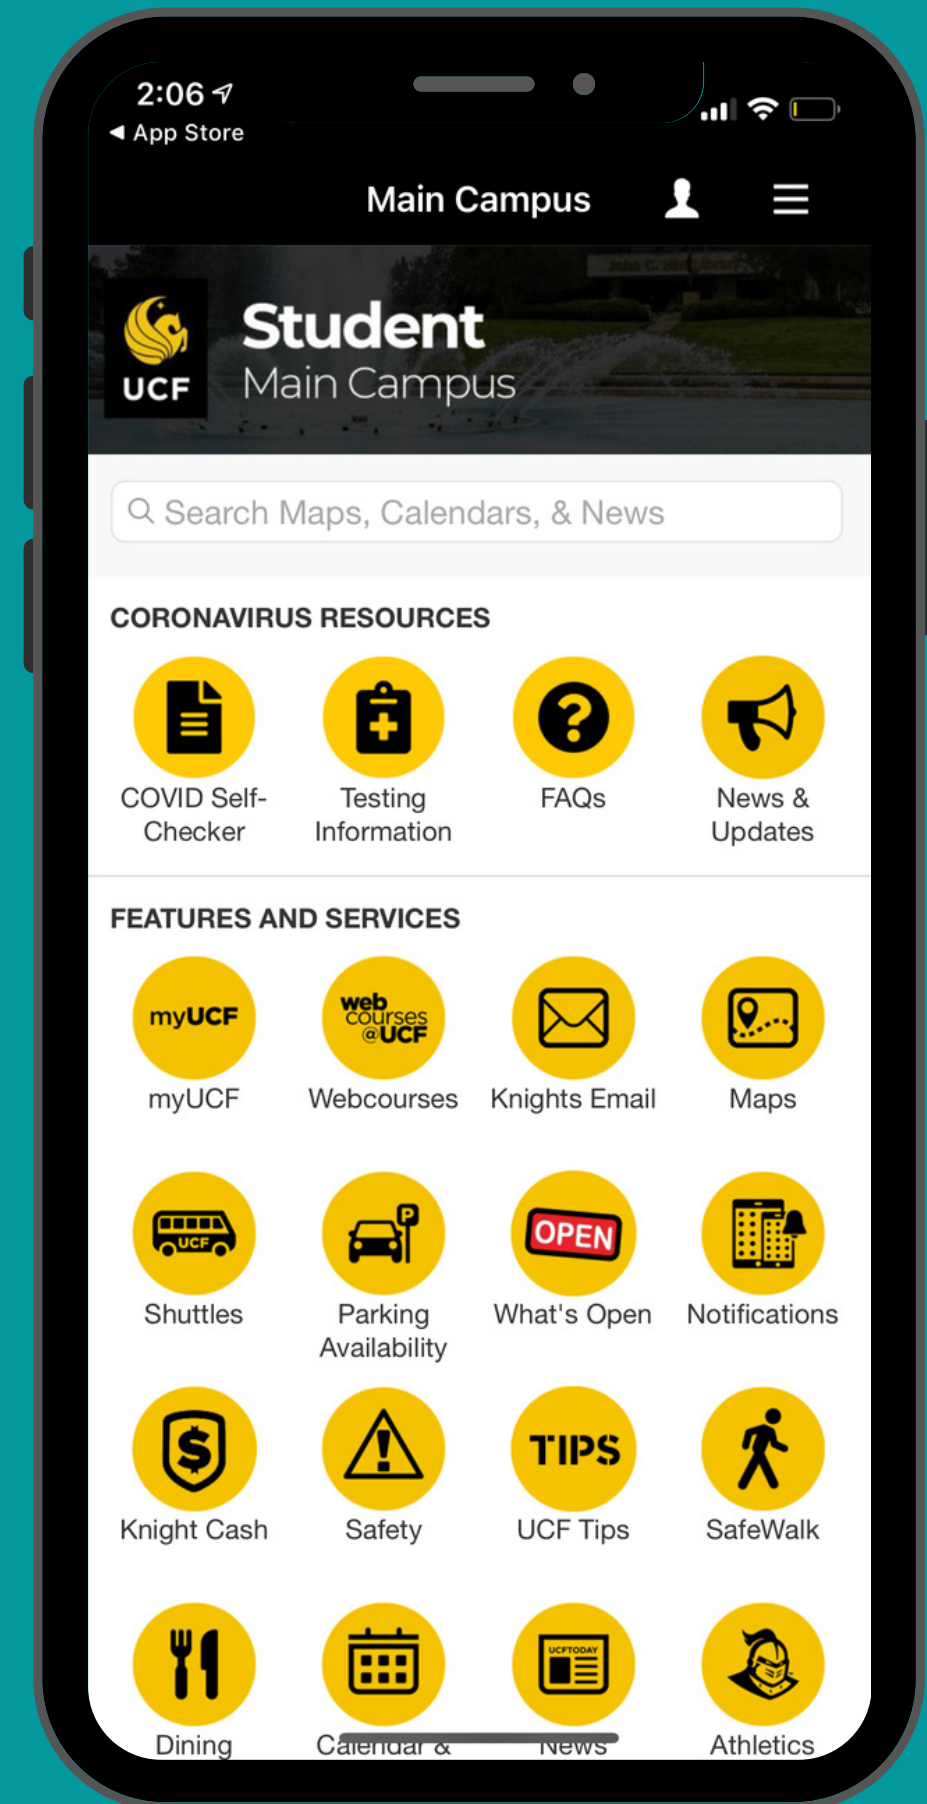 2:06
◀ App Store
Main Campus
UCF
Student
Main Campus
Search Maps, Calendars, & News
CORONAVIRUS RESOURCES
COVID Self-
Checker
Testing
Information
FAQs
News &
Updates
FEATURES AND SERVICES
myUCF
web
courses
@UCF
myUCF
Webcourses
Knights Email
Maps
UCF
P
OPEN
Shuttles
Parking
Availability
What's Open
Notifications
TIPS
Knight Cash
Safety
UCF Tips
SafeWalk
UCFTODAY
Dining
Calendar &
News
Athletics